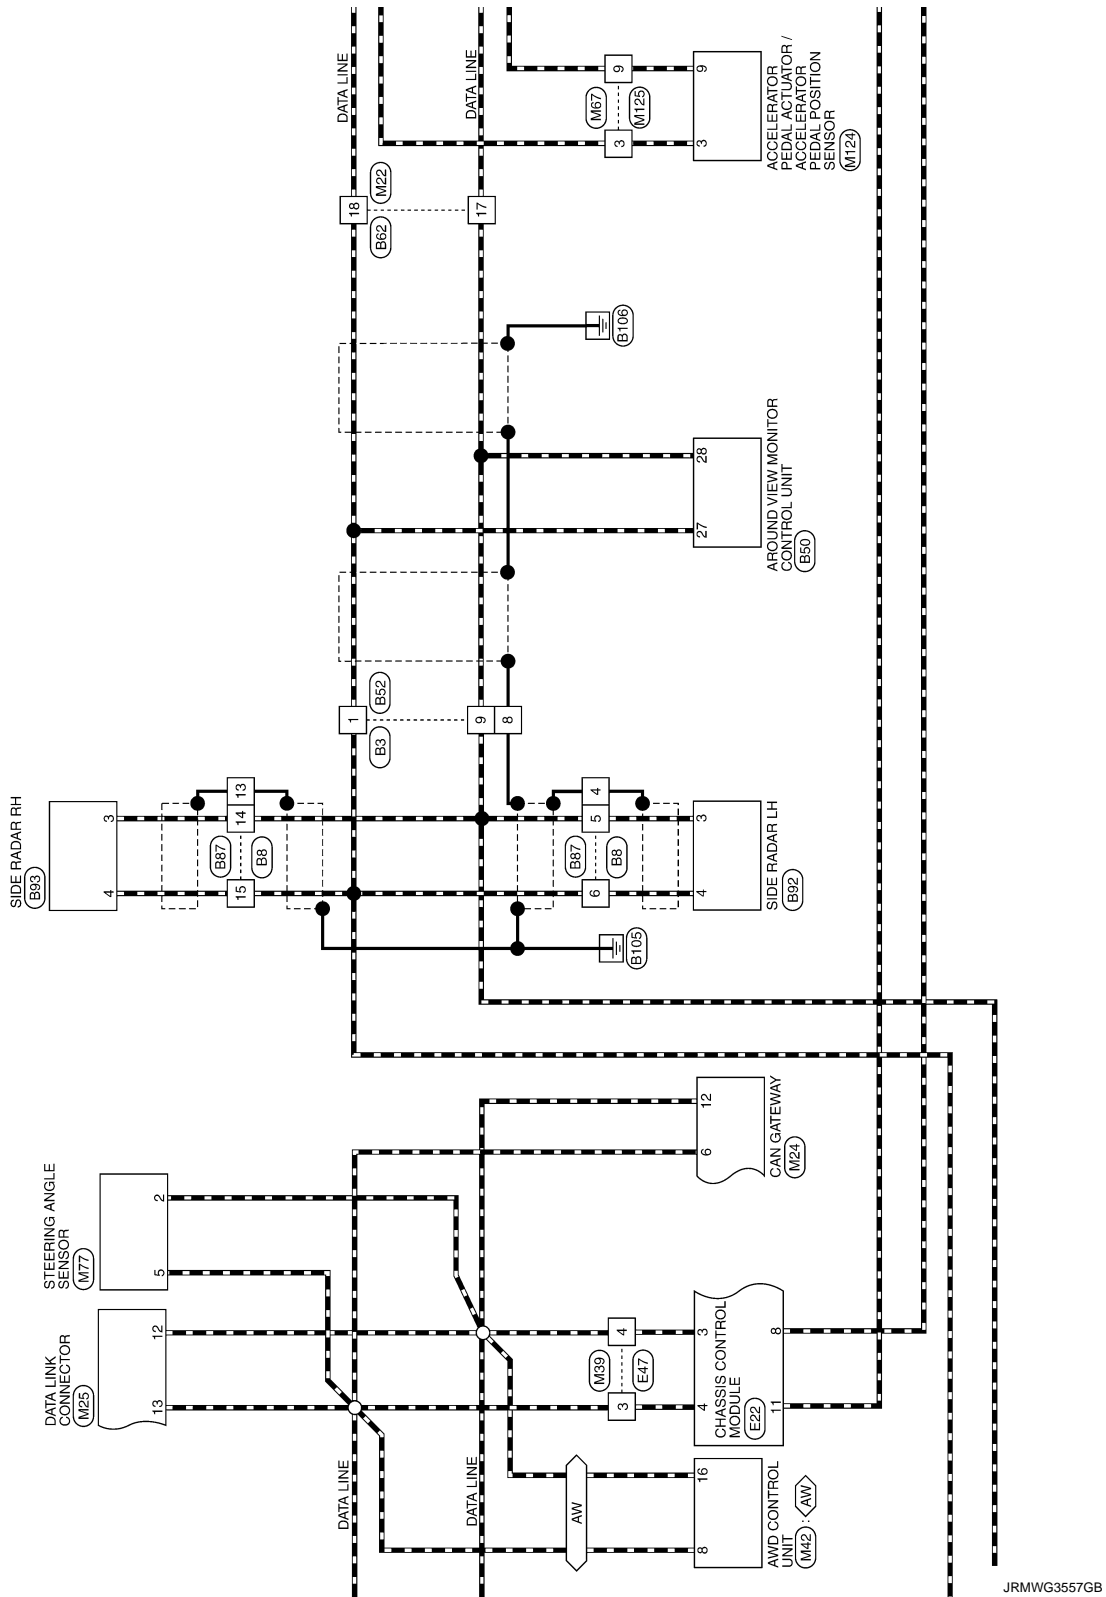 DATA LINE
DATA LINE
9
M67
M125
3
9
3
ACCELERATOR
PEDAL ACTUATOR /
ACCELERATOR
PEDAL POSITION
SENSOR
M124
18
M22
B62
17
B106
28
27
AROUND VIEW MONITOR
CONTROL UNIT
B50
1
B52
B3
9
8
SIDE RADAR RH
B93
3
4
13
14
B87
B8
15
4
5
B87
B8
6
3
4
SIDE RADAR LH
B92
B105
STEERING ANGLE
SENSOR
M77
2
5
12
6
CAN GATEWAY
M24
DATA LINK
CONNECTOR
M25
12
13
4
M39
E47
3
3
4
CHASSIS CONTROL
MODULE
E22
8
11
DATA LINE
DATA LINE
AW
16
8
AWD CONTROL
UNIT
M42 : AW
JRMWG3557GB